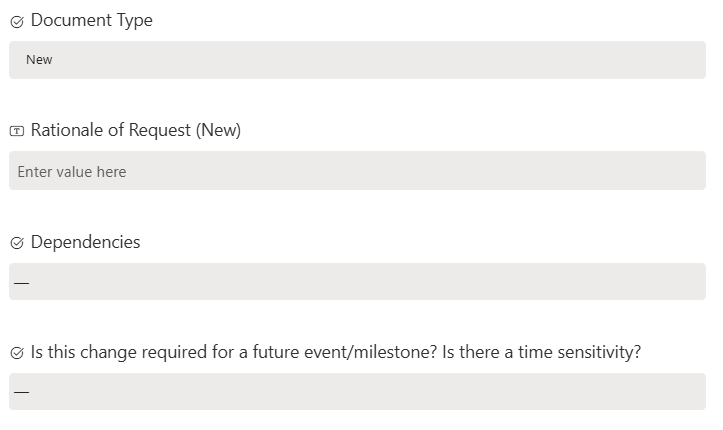 Document Type
New
Rationale of Request (New)
Enter value here
Dependencies
—
Is this change required for a future event/milestone? Is there a time sensitivity?
—